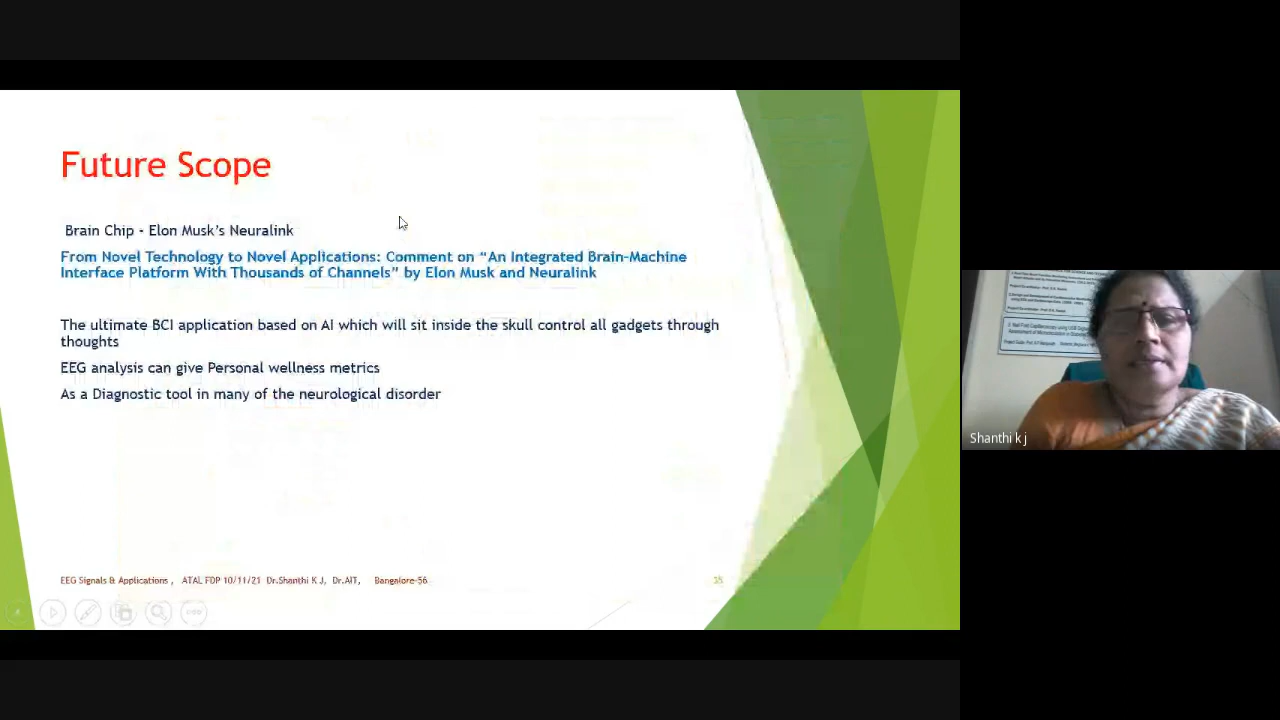 Future Scope
Brain Chip - Elon Musk's Neuralink
From Novel Technology to Novel Applications: Comment on "An Integrated Brain-Machine
Interface Platform With Thousands of Channels" by Elon Musk and Neuralink
The ultimate BCI application based on AI which will sit inside the skull control all gadgets through
thoughts
EEG analysis can give Personal wellness metrics
As a Diagnostic tool in many of the neurological disorder
EEG Signals & Applications , ATAL FDP 10/11/21 Dr.Shanthi K J, Dr.AIT, Bangalore-56
Shanthi k j